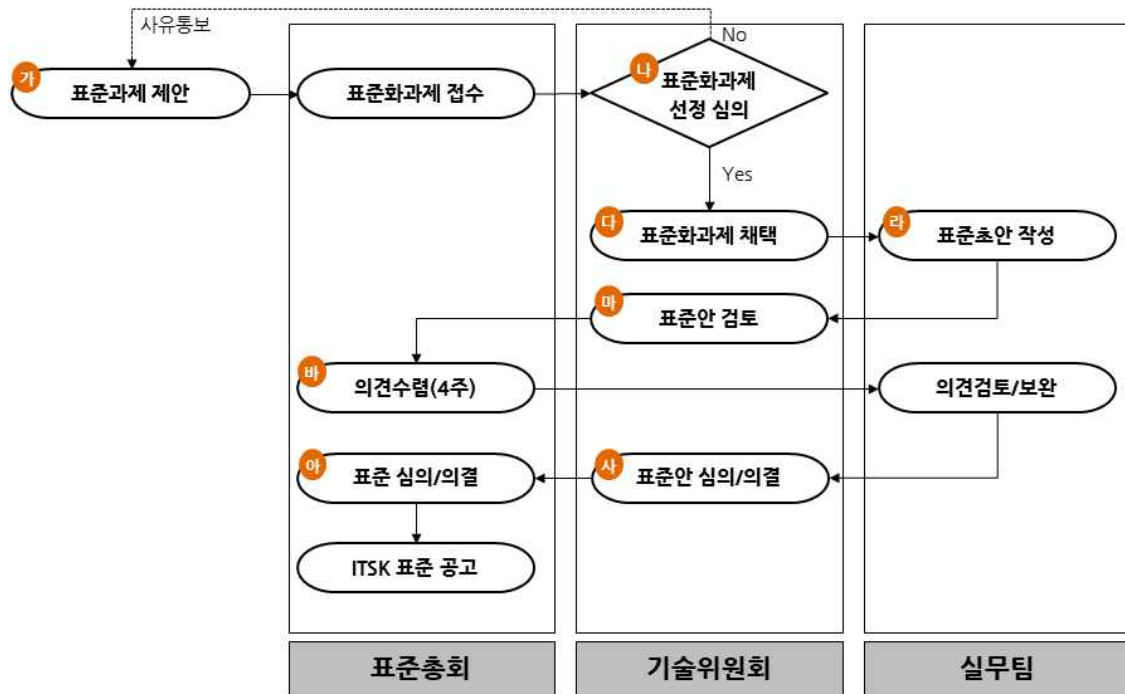 사유통보
No
가
표준과제 제안
표준화과제 접수
나
표준화과제
선정 심의
Yes
다
표준화과제 채택
라
표준초안 작성
마
표준안 검토
바
의견수렴(4주)
의견검토/보완
아
표준 심의/의결
사
표준안 심의/의결
ITSK 표준 공고
표준총회
기술위원회
실무팀